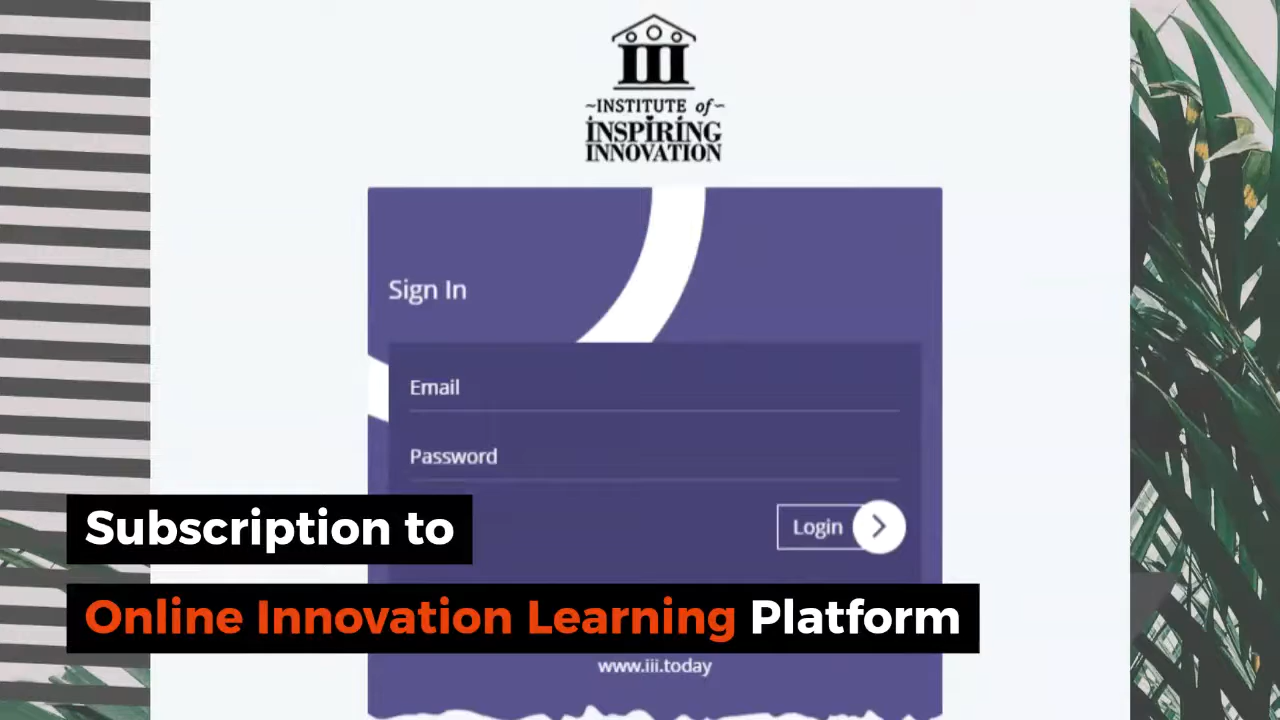 ~INSTITUTE of~
INSPIRING
INNOVATION
Sign In
Email
Password
Login
Subscription to
Online Innovation Learning Platform
www.iii.today